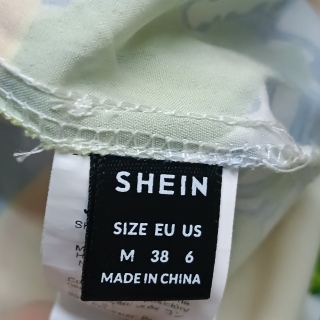 SHEIN
SIZE EU US
M 38 6
MADE IN CHINA